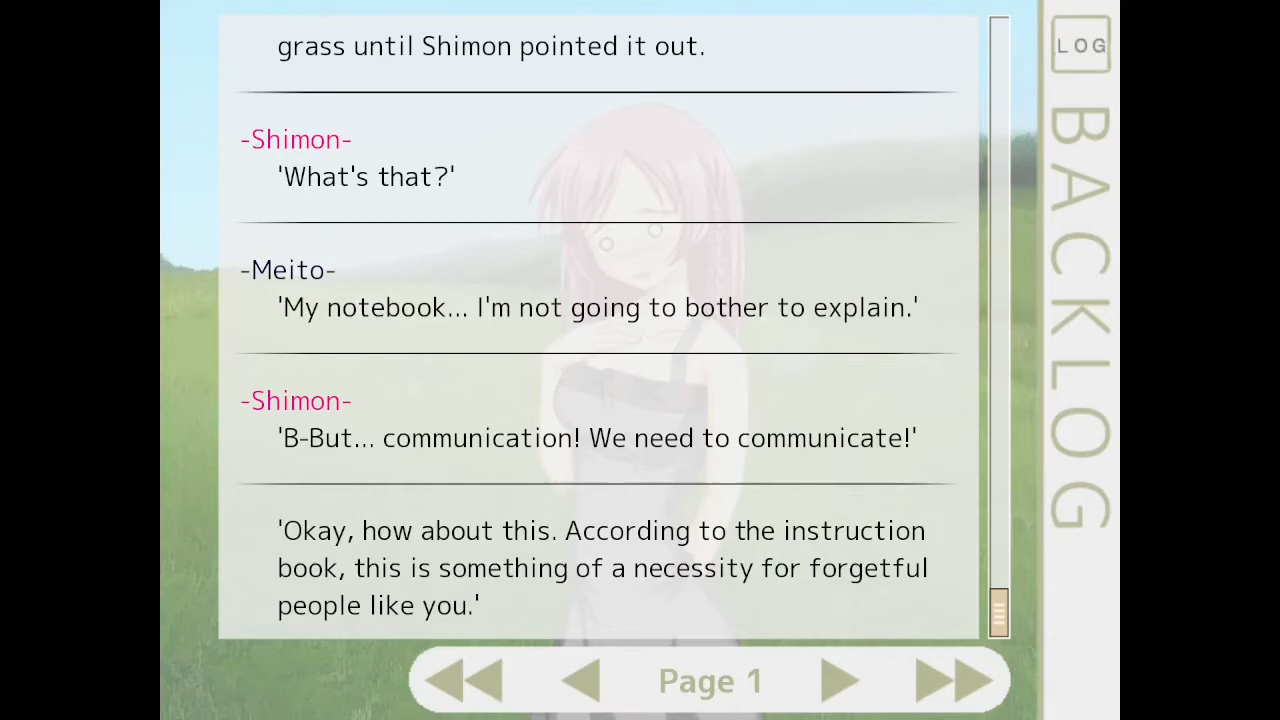 grass until Shimon pointed it out.
-Shimon-
'What's that?'
-Meito-
'My notebook... I'm not going to bother to explain.'
-Shimon-
'B-But... communication! We need to communicate!'
'Okay, how about this. According to the instruction
book, this is something of a necessity for forgetful
people like you.'
Page 1
LOG
BACKLOG